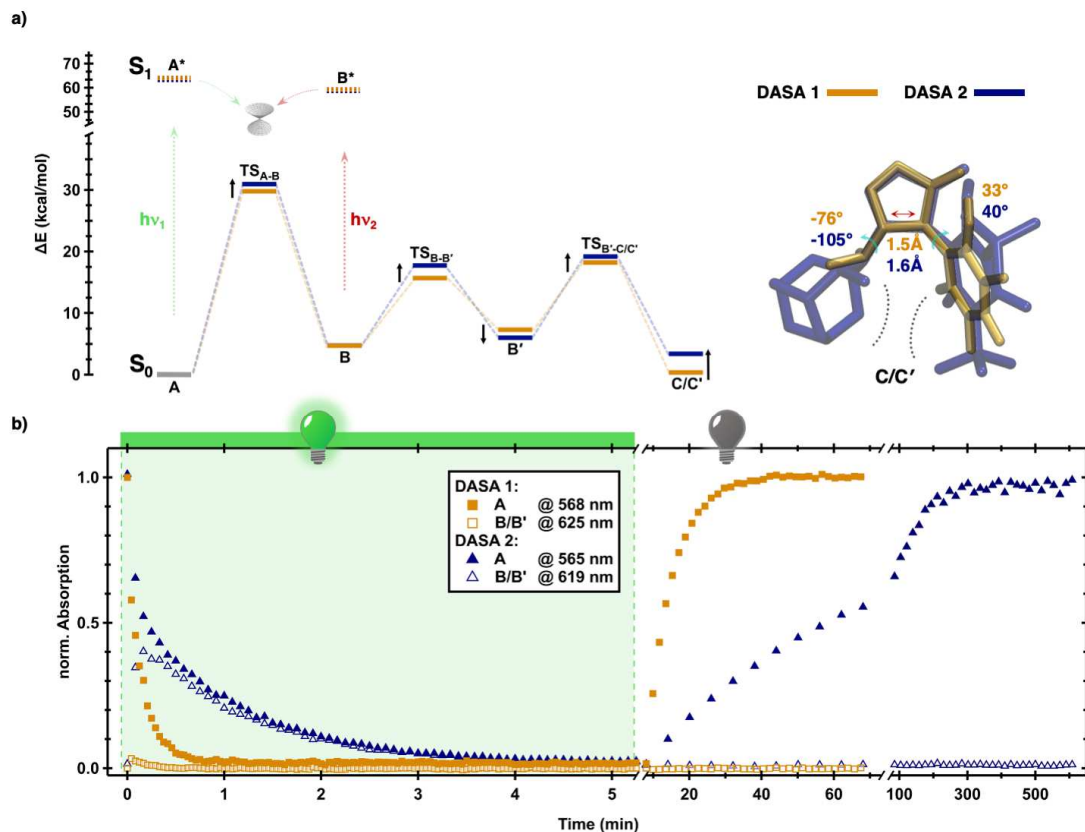 a)
S1
A*
B*
70
60
50
30
20
10
0
ΔE (kcal/mol)
hν1
hν2
TSA-B
TSB-B′
TSB′-C/C′
S0
A
B
B′
C/C′
DASA 1
DASA 2
-76°
-105°
1.5Å
1.6Å
33°
40°
C/C′
b)
1.0
0.5
0.0
norm. Absorption
DASA 1:
A @ 568 nm
B/B' @ 625 nm
DASA 2:
A @ 565 nm
B/B' @ 619 nm
0 1 2 3 4 5 20 40 60 100 300 500
Time (min)